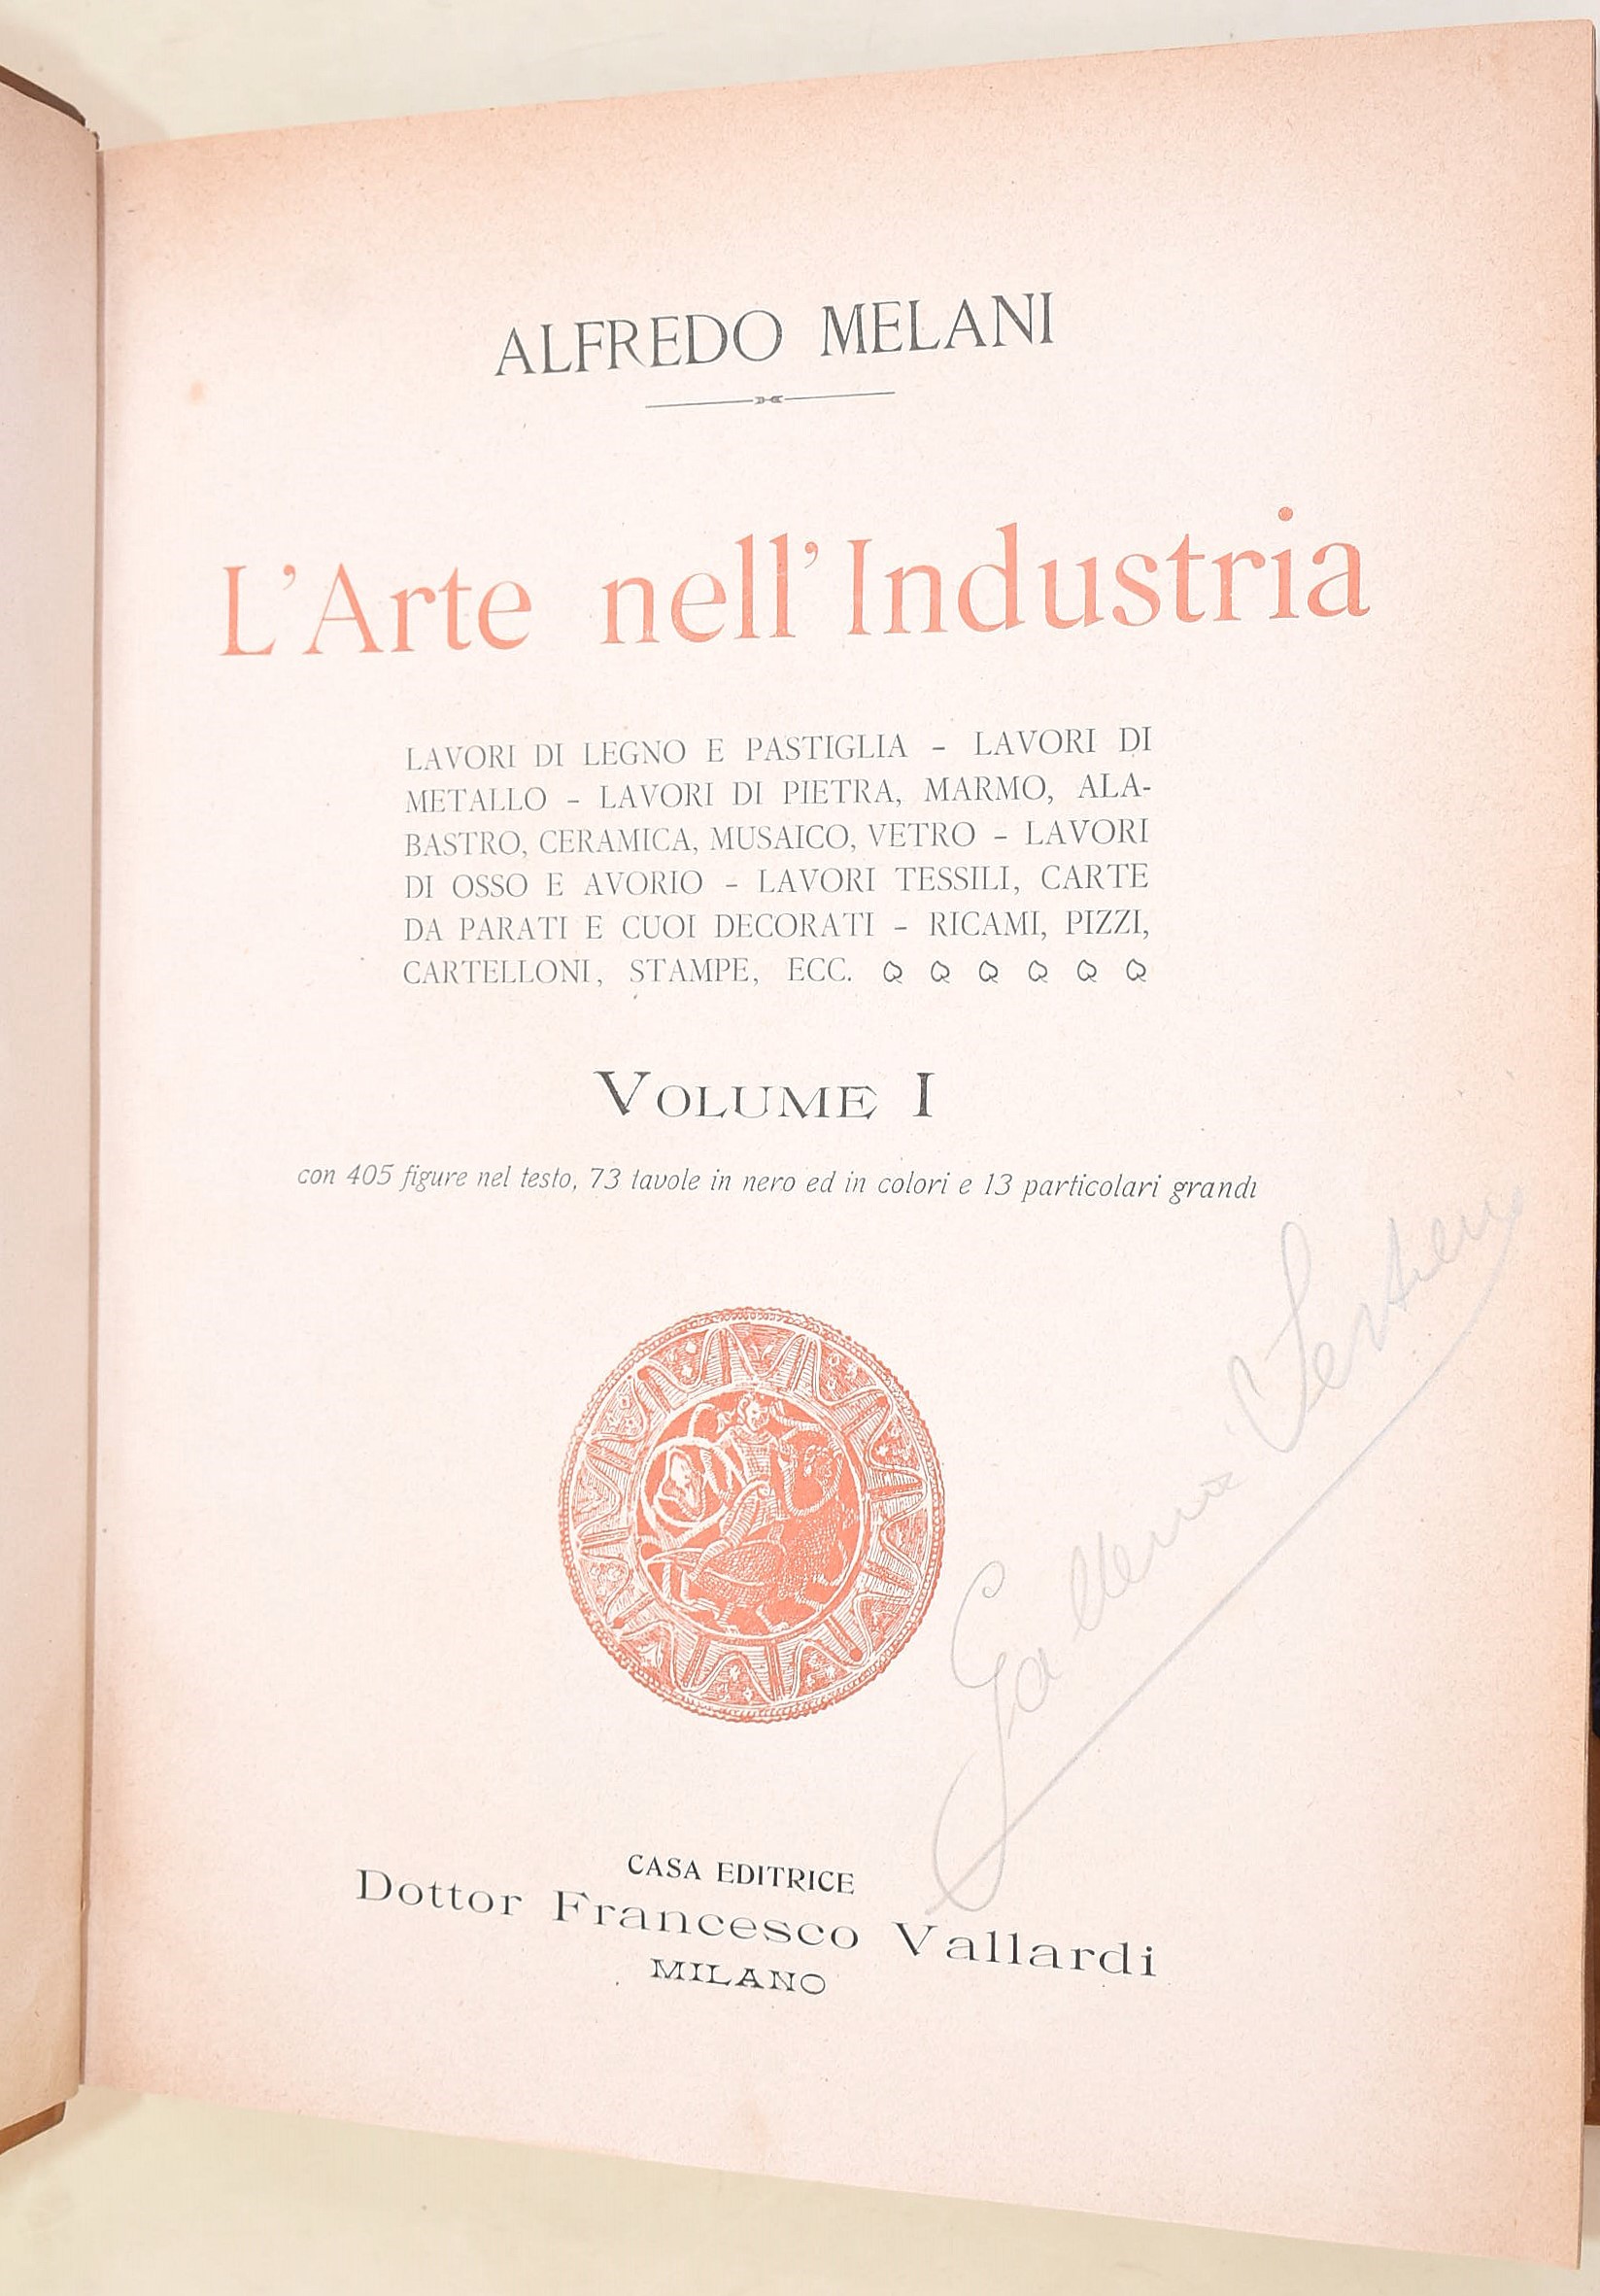 ALFREDO MELANI
L'Arte nell'Industria
LAVORI DI LEGNO E PASTIGLIA - LAVORI DI
METALLO - LAVORI DI PIETRA, MARMO, ALA-
BASTRO, CERAMICA, MUSAICO, VETRO - LAVORI
DI OSSO E AVORIO - LAVORI TESSILI, CARTE
DA PARATI E CUOI DECORATI - RICAMI, PIZZI,
CARTELLONI, STAMPE, ECC.
VOLUME I
con 405 figure nel testo, 73 tavole in nero ed in colori e 13 particolari grandi
CASA EDITRICE
Dottor Francesco Vallardi
MILANO